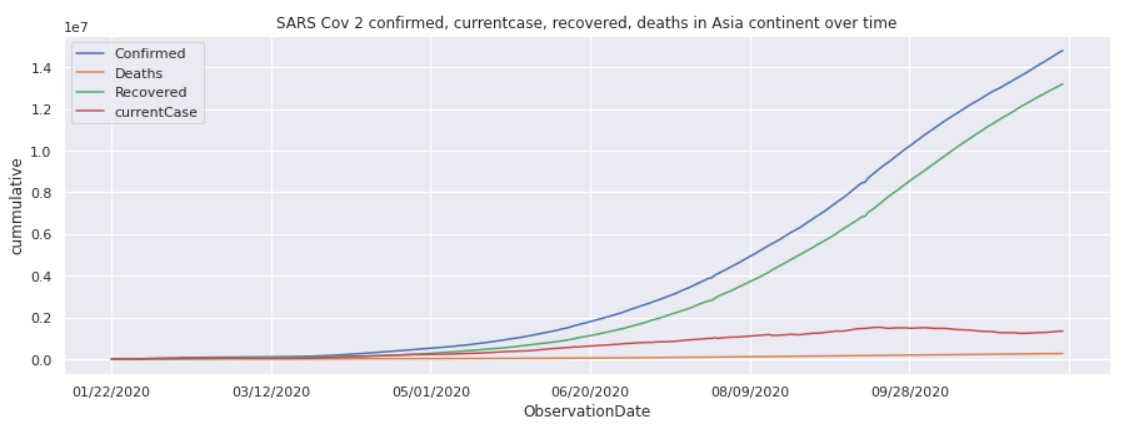 SARS Cov 2 confirmed, currentcase, recovered, deaths in Asia continent over time
1e7
Confirmed
Deaths
Recovered
currentCase
1.4
1.2
1.0
0.8
0.6
0.4
0.2
0.0
cummulative
01/22/2020 03/12/2020 05/01/2020 06/20/2020 08/09/2020 09/28/2020
ObservationDate